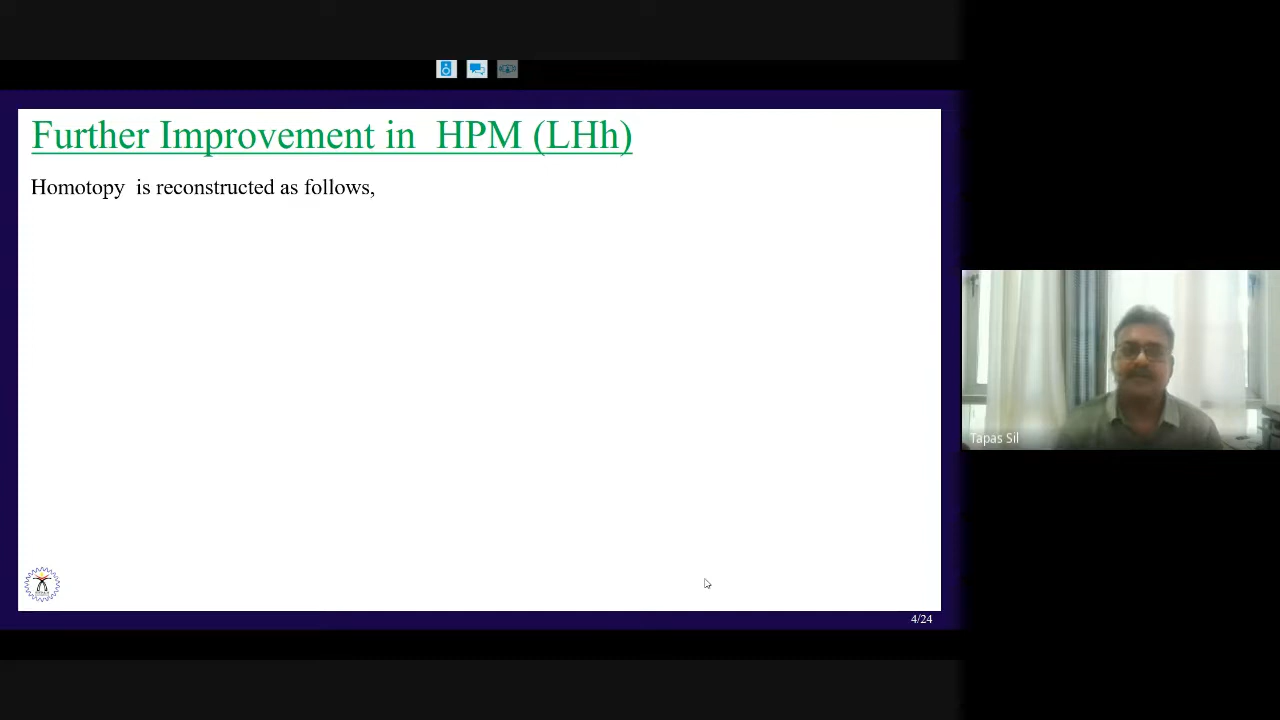 Further Improvement in HPM (LHh)
Homotopy is reconstructed as follows,
Tapas Sil
4/24